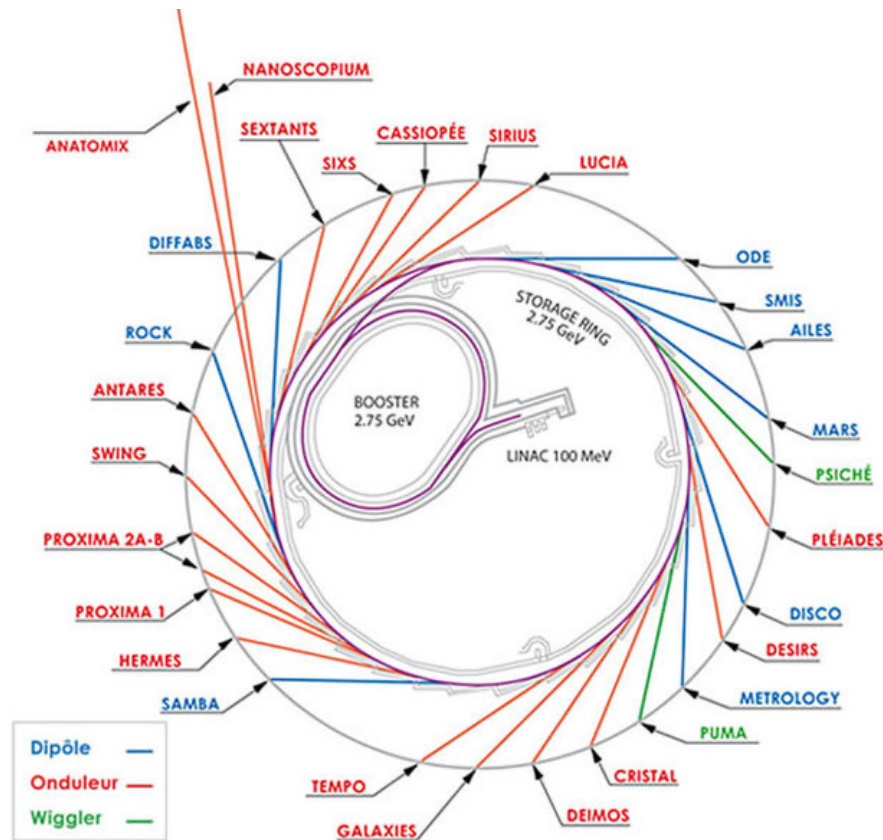 NANOSCOPIUM
ANATOMIX
SEXTANTS
SIXS
CASSIOPÉE
SIRIUS
LUCIA
DIFFABS
ODE
SMIS
ROCK
AILES
ANTARES
MARS
SWING
PSICHÉ
PROXIMA 2A-B
PLÉIADES
PROXIMA 1
DISCO
HERMES
DESIRS
SAMBA
METROLOGY
PUMA
TEMPO
CRISTAL
GALAXIES
DEIMOS
STORAGE RING
2.75 GeV
BOOSTER
2.75 GeV
LINAC 100 MeV
Dipôle
Onduleur
Wiggler